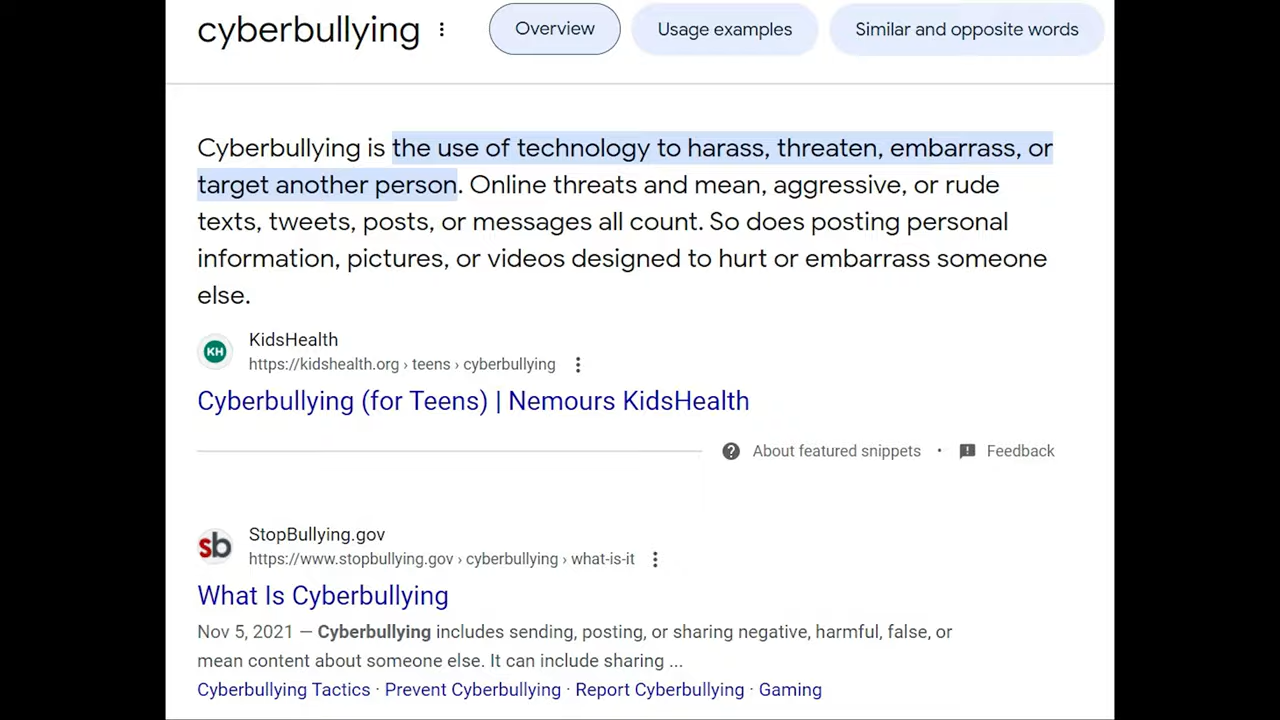 cyberbullying
Overview
Usage examples
Similar and opposite words
Cyberbullying is the use of technology to harass, threaten, embarrass, or
target another person. Online threats and mean, aggressive, or rude
texts, tweets, posts, or messages all count. So does posting personal
information, pictures, or videos designed to hurt or embarrass someone
else.
KH
KidsHealth
https://kidshealth.org › teens › cyberbullying
Cyberbullying (for Teens) | Nemours KidsHealth
About featured snippets • Feedback
sb
StopBullying.gov
https://www.stopbullying.gov › cyberbullying › what-is-it
What Is Cyberbullying
Nov 5, 2021 — Cyberbullying includes sending, posting, or sharing negative, harmful, false, or
mean content about someone else. It can include sharing ...
Cyberbullying Tactics · Prevent Cyberbullying · Report Cyberbullying · Gaming